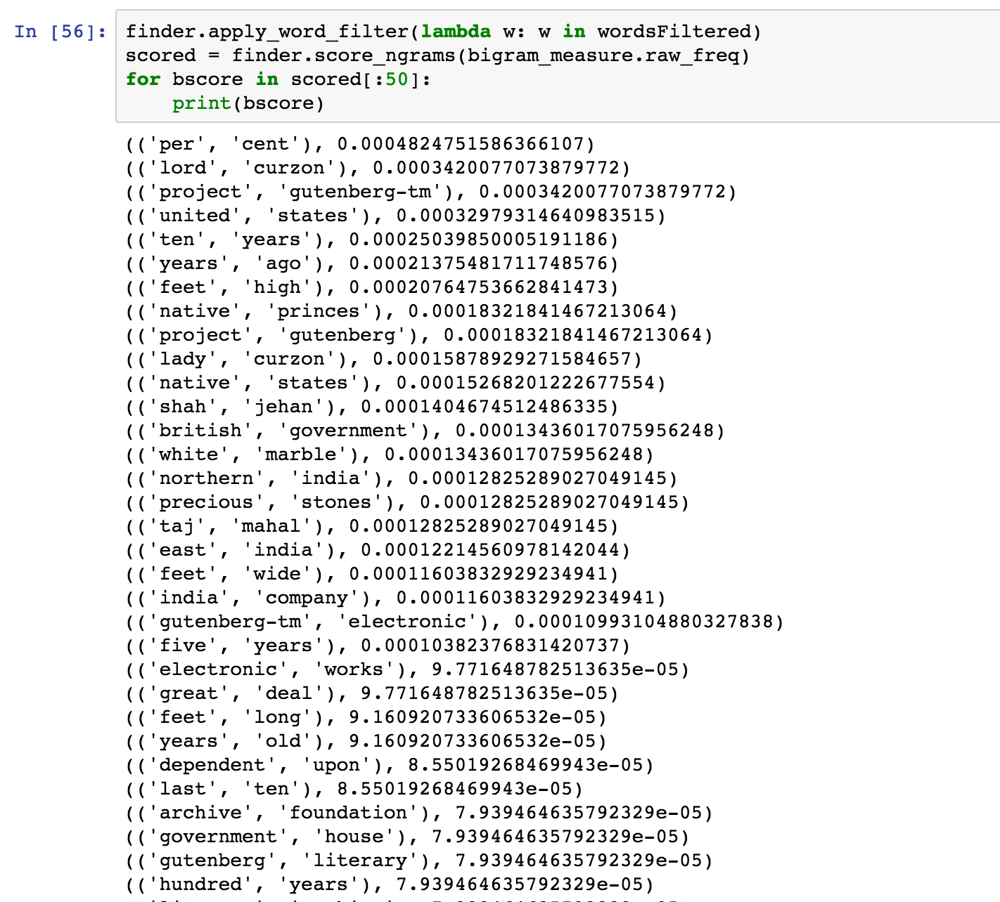 In [56]: finder.apply_word_filter(lambda w: w in wordsFiltered)
scored = finder.score_ngrams(bigram_measure.raw_freq)
for bscore in scored[:50]:
    print(bscore)
(('per', 'cent'), 0.0004824751586366107)
(('lord', 'curzon'), 0.0003420077073879772)
(('project', 'gutenberg-tm'), 0.0003420077073879772)
(('united', 'states'), 0.00032979314640983515)
(('ten', 'years'), 0.00025039850005191186)
(('years', 'ago'), 0.00021375481711748576)
(('feet', 'high'), 0.00020764753662841473)
(('native', 'princes'), 0.00018321841467213064)
(('project', 'gutenberg'), 0.00018321841467213064)
(('lady', 'curzon'), 0.00015878929271584657)
(('native', 'states'), 0.00015268201222677554)
(('shah', 'jehan'), 0.0001404674512486335)
(('british', 'government'), 0.00013436017075956248)
(('white', 'marble'), 0.00013436017075956248)
(('northern', 'india'), 0.00012825289027049145)
(('precious', 'stones'), 0.00012825289027049145)
(('taj', 'mahal'), 0.00012825289027049145)
(('east', 'india'), 0.00012214560978142044)
(('feet', 'wide'), 0.00011603832929234941)
(('india', 'company'), 0.00011603832929234941)
(('gutenberg-tm', 'electronic'), 0.00010993104880327838)
(('five', 'years'), 0.00010382376831420737)
(('electronic', 'works'), 9.771648782513635e-05)
(('great', 'deal'), 9.771648782513635e-05)
(('feet', 'long'), 9.160920733606532e-05)
(('years', 'old'), 9.160920733606532e-05)
(('dependent', 'upon'), 8.55019268469943e-05)
(('last', 'ten'), 8.55019268469943e-05)
(('archive', 'foundation'), 7.939464635792329e-05)
(('government', 'house'), 7.939464635792329e-05)
(('gutenberg', 'literary'), 7.939464635792329e-05)
(('hundred', 'years'), 7.939464635792329e-05)